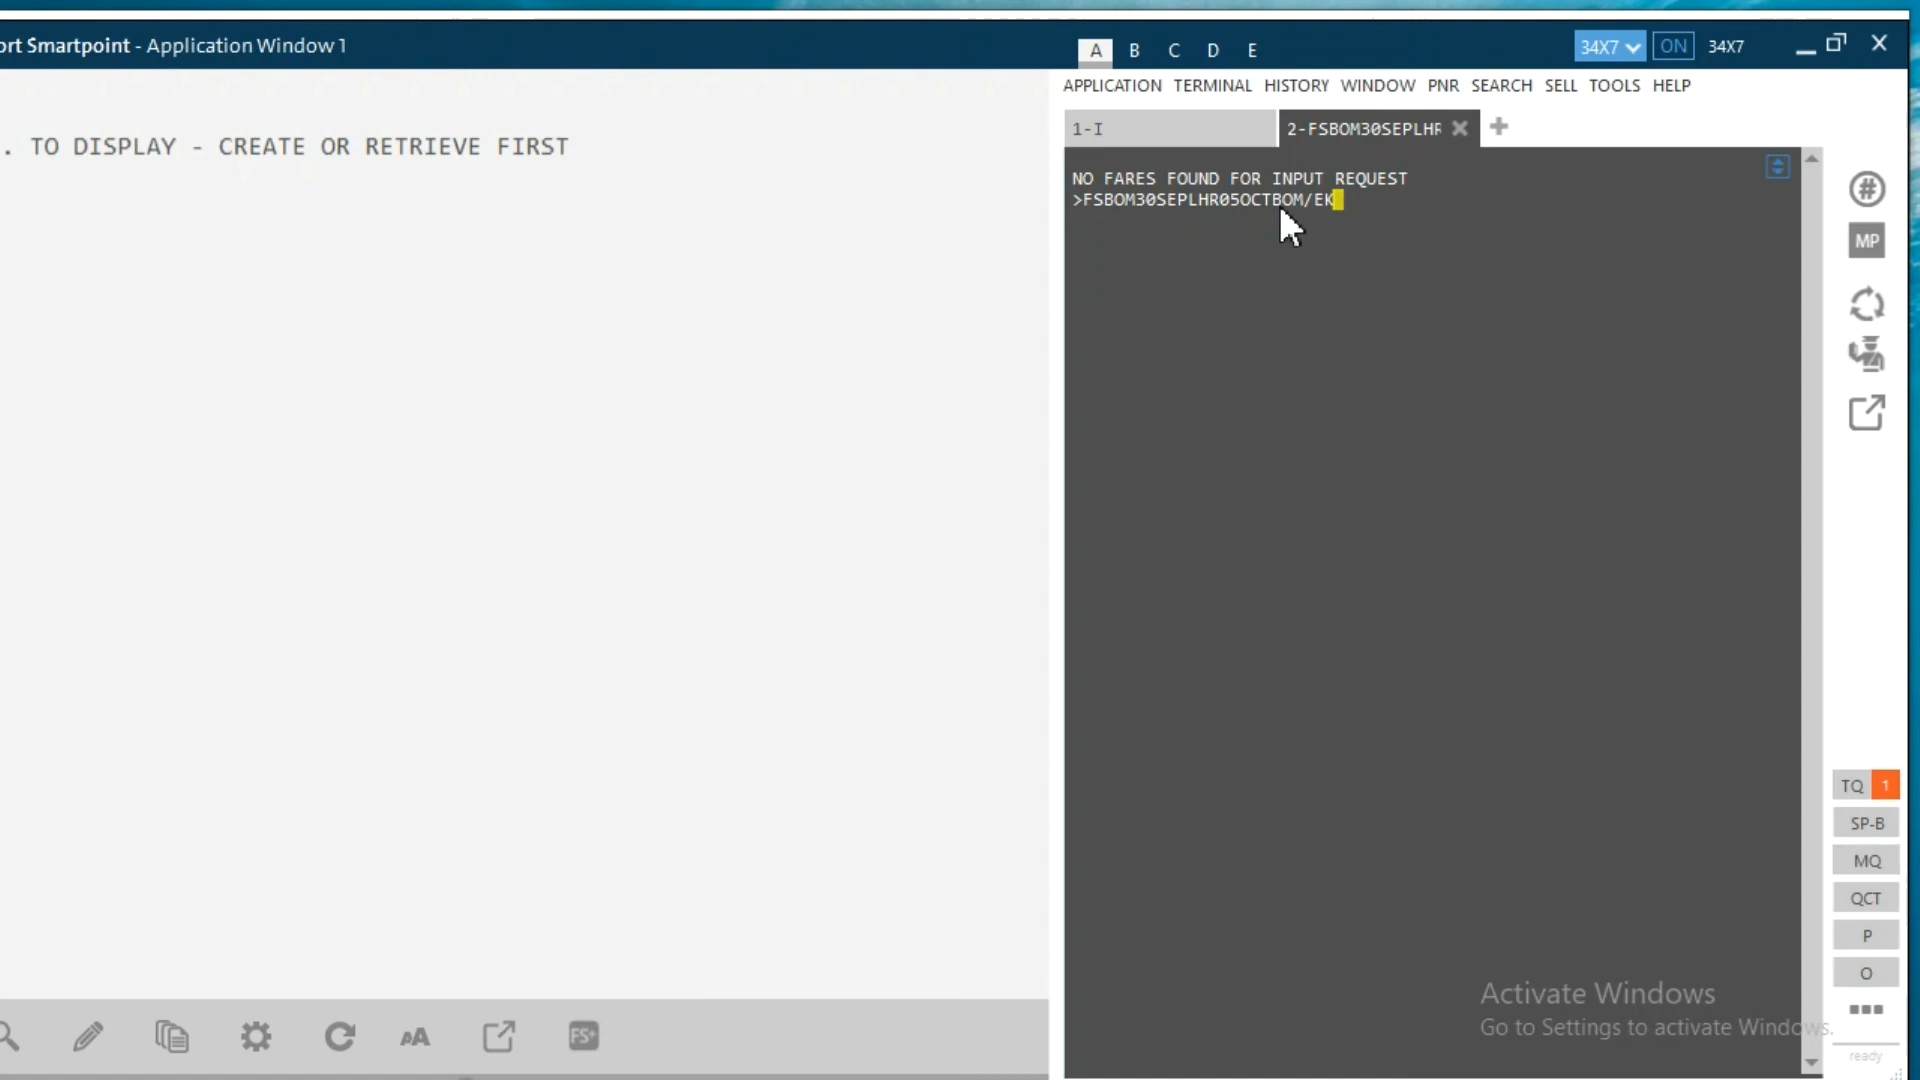 ort Smartpoint - Application Window 1
A B C D E
34X7 ON 34X7
APPLICATION TERMINAL HISTORY WINDOW PNR SEARCH SELL TOOLS HELP
1-I
2-FSBOM30SEPLHR
. TO DISPLAY - CREATE OR RETRIEVE FIRST
NO FARES FOUND FOR INPUT REQUEST
>FSBOM30SEPLHR05OCTBOM/EK
#
MP
TQ 1
SP-B
MQ
QCT
P
O
Activate Windows
Go to Settings to activate Windows.
ready
AA
FS+